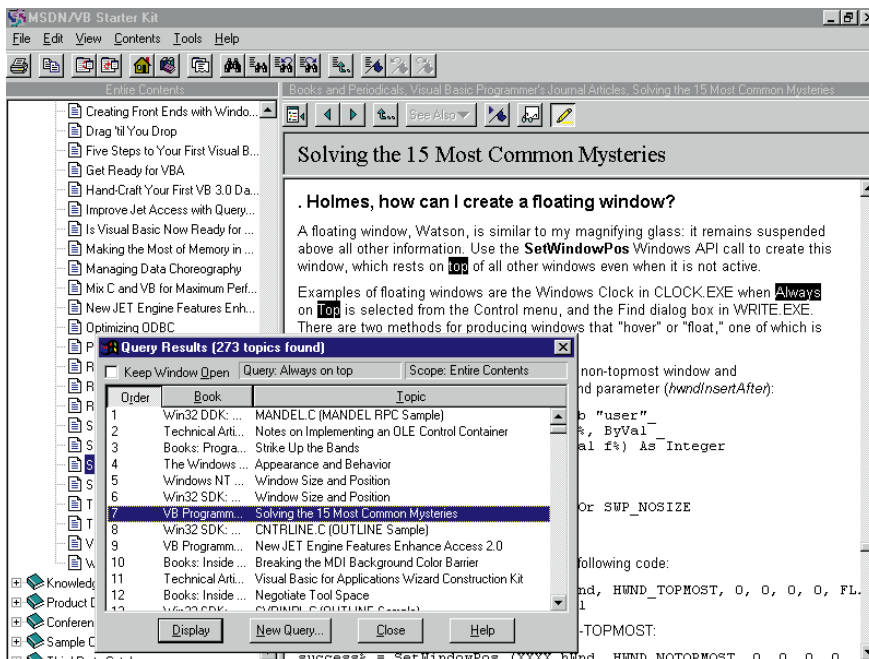 MSDN/VB Starter Kit
File Edit View Contents Tools Help
Entire Contents
Books and Periodicals, Visual Basic Programmer's Journal Articles, Solving the 15 Most Common Mysteries
Creating Front Ends with Windo...
Drag 'til You Drop
Five Steps to Your First Visual B...
Get Ready for VBA
Hand-Craft Your First VB 3.0 Da...
Improve Jet Access with Query...
Is Visual Basic Now Ready for ...
Making the Most of Memory in ...
Managing Data Choreography
Mix C and VB for Maximum Perf...
New JET Engine Features Enh...
Optimizing ODBC
P
R
R
R
S
S
S
S
T
T
V
W
Knowledg
Product D
Conferen
Sample C
See Also
Solving the 15 Most Common Mysteries
. Holmes, how can I create a floating window?
A floating window, Watson, is similar to my magnifying glass: it remains suspended
above all other information. Use the SetWindowPos Windows API call to create this
window, which rests on top of all other windows even when it is not active.
Examples of floating windows are the Windows Clock in CLOCK.EXE when Always
on Top is selected from the Control menu, and the Find dialog box in WRITE.EXE.
There are two methods for producing windows that "hover" or "float," one of which is
non-topmost window and
nd parameter (hwndInsertAfter):
b "user"
%, ByVal _
al f%) As Integer
Or SWP_NOSIZE
following code:
nd, HWND_TOPMOST, 0, 0, 0, 0, FL
-TOPMOST:
success% = SetWindowPos (XXXX.hWnd, HWND_NOTOPMOST, 0, 0, 0, 0,
Query Results (273 topics found)
Keep Window Open Query: Always on top Scope: Entire Contents
Order Book Topic
1 Win32 DDK: ... MANDEL.C (MANDEL RPC Sample)
2 Technical Arti... Notes on Implementing an OLE Control Container
3 Books: Progra... Strike Up the Bands
4 The Windows ... Appearance and Behavior
5 Windows NT ... Window Size and Position
6 Win32 SDK: ... Window Size and Position
7 VB Programm... Solving the 15 Most Common Mysteries
8 Win32 SDK: ... CNTRLINE.C (OUTLINE Sample)
9 VB Programm... New JET Engine Features Enhance Access 2.0
10 Books: Inside ... Breaking the MDI Background Color Barrier
11 Technical Arti... Visual Basic for Applications Wizard Construction Kit
12 Books: Inside ... Negotiate Tool Space
Display New Query... Close Help